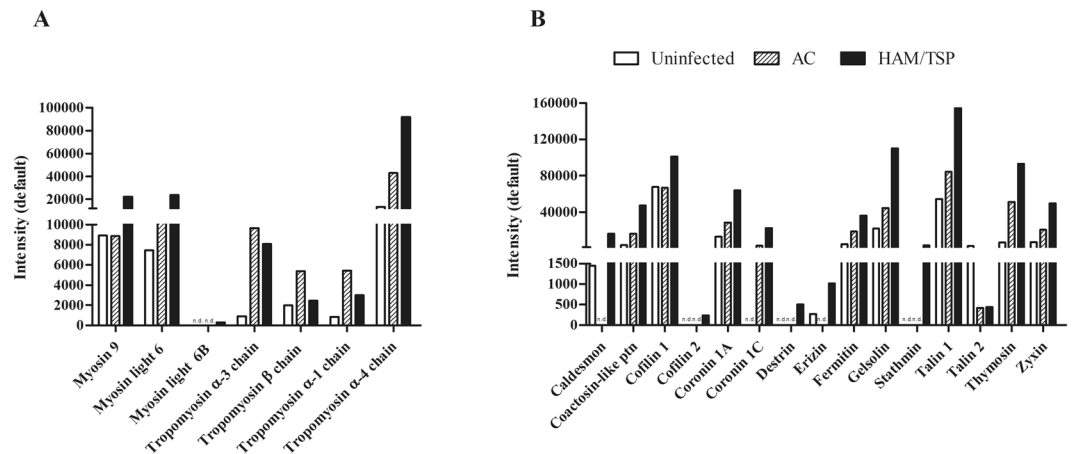 A
Intensity (default)
100000
80000
60000
40000
20000
10000
8000
6000
4000
2000
0
n.d. n.d.
Myosin 9
Myosin light 6
Myosin light 6B
Tropomyosin α-3 chain
Tropomyosin β chain
Tropomyosin α-1 chain
Tropomyosin α-4 chain
B
Uninfected AC HAM/TSP
Intensity (default)
160000
120000
80000
40000
1500
1000
500
0
n.d.
n.d.n.d.
n.d.
n.d.n.d.
n.d.
n.d.n.d.
Caldesmon
Coactosin-like ptn
Cofilin 1
Cofilin 2
Coronin 1A
Coronin 1C
Destrin
Erizin
Fermitin
Gelsolin
Stathmin
Talin 1
Talin 2
Thymosin
Zyxin